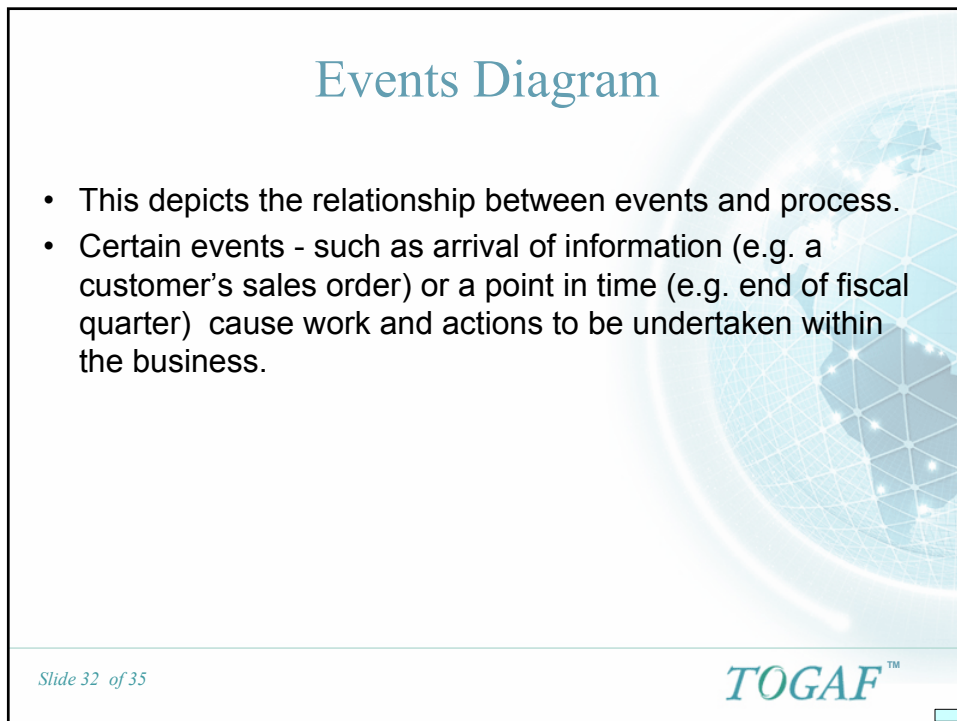 Events Diagram
• This depicts the relationship between events and process.
• Certain events - such as arrival of information (e.g. a
customer’s sales order) or a point in time (e.g. end of fiscal
quarter)  cause work and actions to be undertaken within
the business.
Slide 32  of 35
TOGAF™